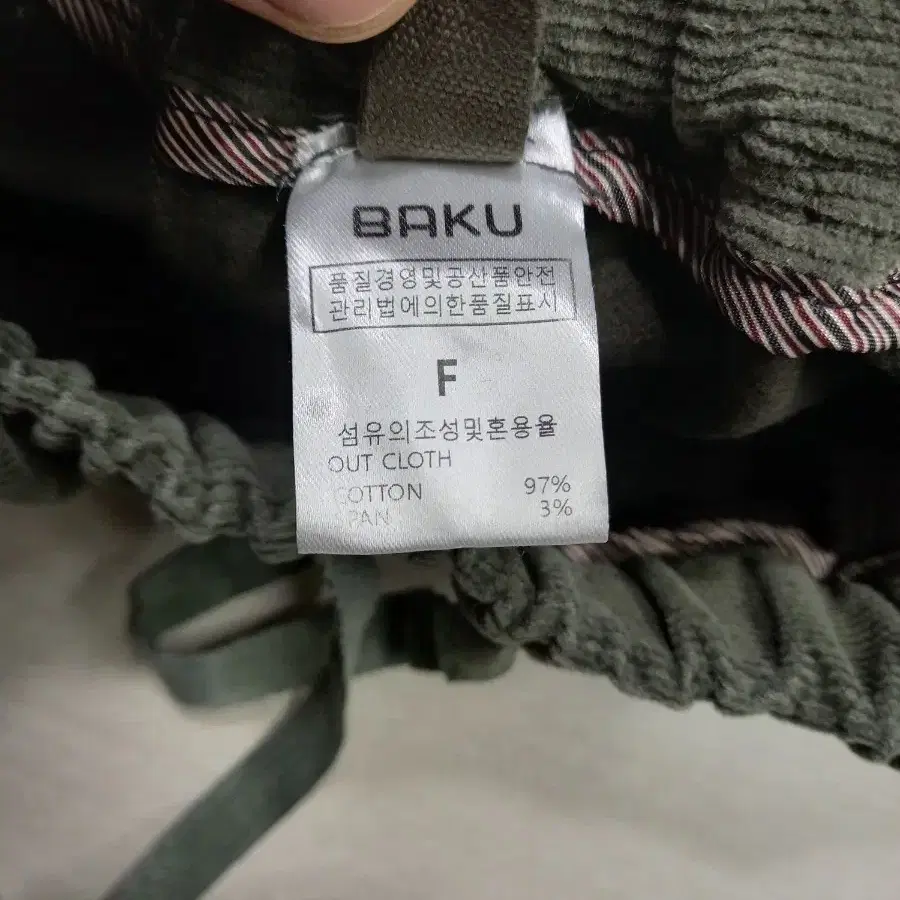 BAKU
품질경영및공산품안전
관리법에의한품질표시
F
섬유의조성및혼용율
OUT CLOTH
COTTON 97%
PAN 3%